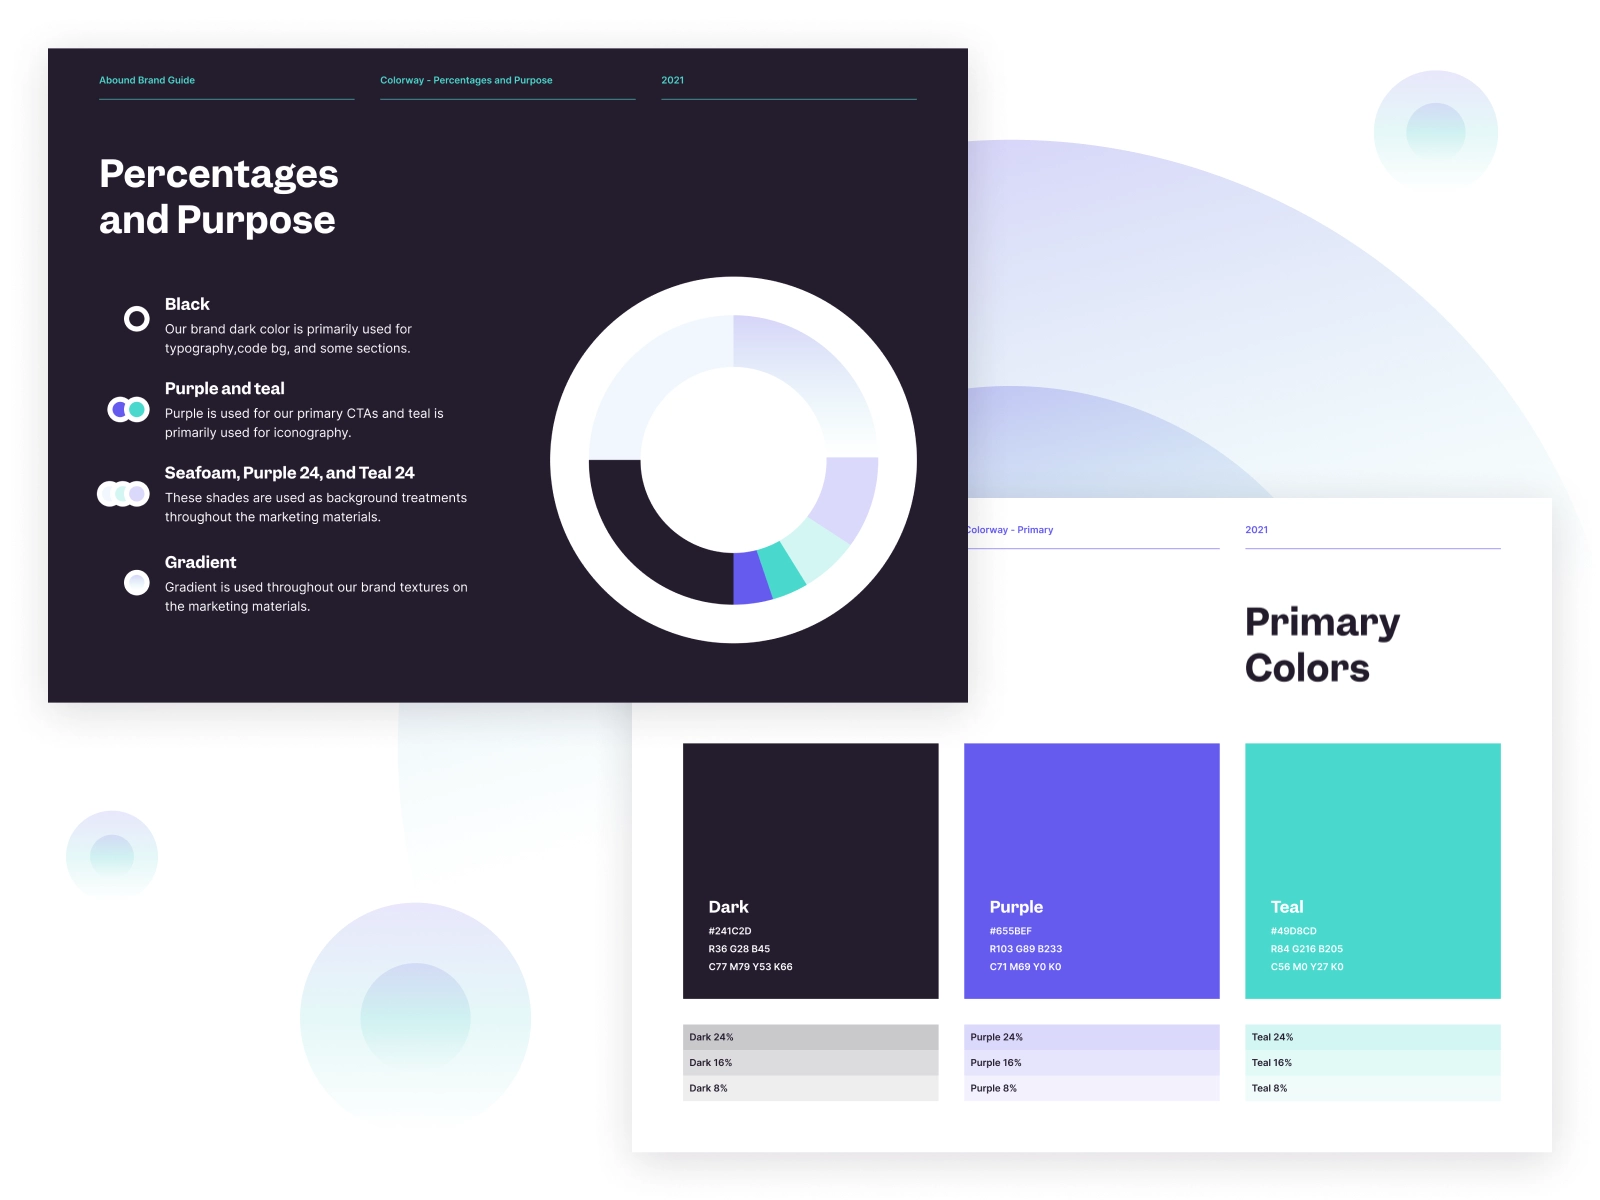 Abound Brand Guide
Colorway - Percentages and Purpose
2021
Percentages
and Purpose
Black
Our brand dark color is primarily used for
typography,code bg, and some sections.
Purple and teal
Purple is used for our primary CTAs and teal is
primarily used for iconography.
Seafoam, Purple 24, and Teal 24
These shades are used as background treatments
throughout the marketing materials.
Gradient
Gradient is used throughout our brand textures on
the marketing materials.
Colorway - Primary
2021
Primary
Colors
Dark
#241C2D
R36 G28 B45
C77 M79 Y53 K66
Purple
#655BEF
R103 G89 B233
C71 M69 Y0 K0
Teal
#49D8CD
R84 G216 B205
C56 M0 Y27 K0
Dark 24%
Dark 16%
Dark 8%
Purple 24%
Purple 16%
Purple 8%
Teal 24%
Teal 16%
Teal 8%